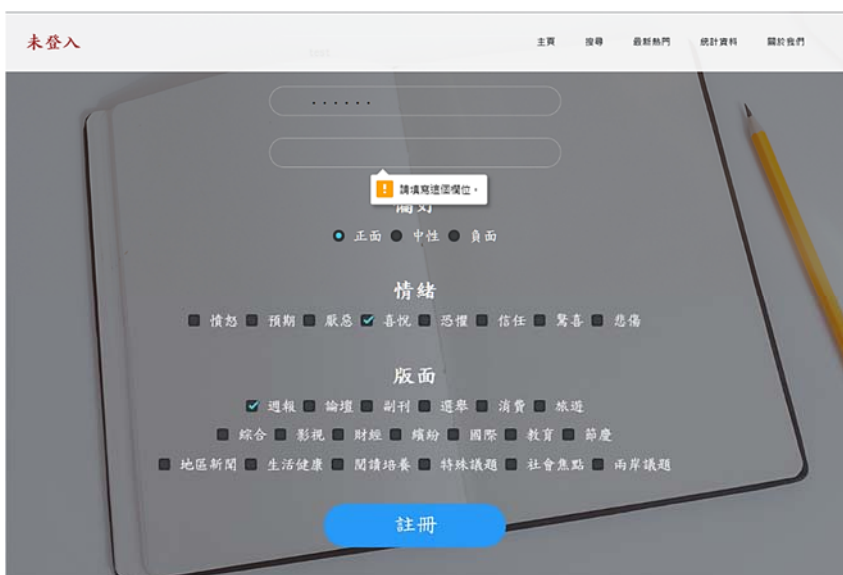 未登入
主頁 搜尋 最新熱門 統計資料 關於我們
test
••••••
請填寫這個欄位。
偏好
正面 中性 負面
情緒
憤怒 預期 厭惡 喜悅 恐懼 信任 驚喜 悲傷
版面
週報 論壇 副刊 選舉 消費 旅遊
綜合 影視 財經 繽紛 國際 教育 節慶
地區新聞 生活健康 閱讀培養 特殊議題 社會焦點 兩岸議題
註冊